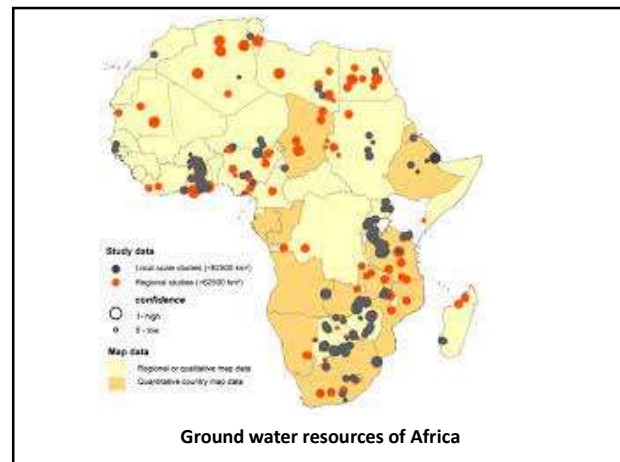 Study data
Local scale studies (<62500 km²)
Regional studies (>62500 km²)
confidence
1- high
5 - low
Map data
Regional or qualitative map data
Quantitative country map data
Ground water resources of Africa